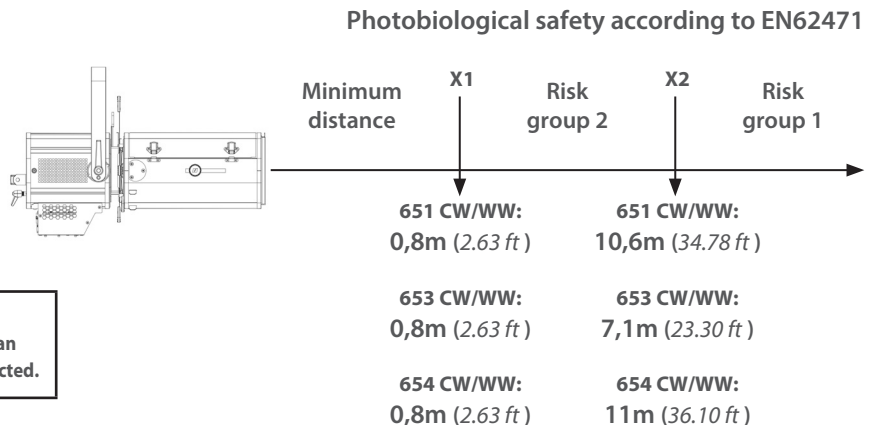 Photobiological safety according to EN62471
Minimum distance
X1
Risk group 2
X2
Risk group 1
651 CW/WW:
0,8m (2.63 ft )
651 CW/WW:
10,6m (34.78 ft )
653 CW/WW:
0,8m (2.63 ft )
653 CW/WW:
7,1m (23.30 ft )
654 CW/WW:
0,8m (2.63 ft )
654 CW/WW:
11m (36.10 ft )